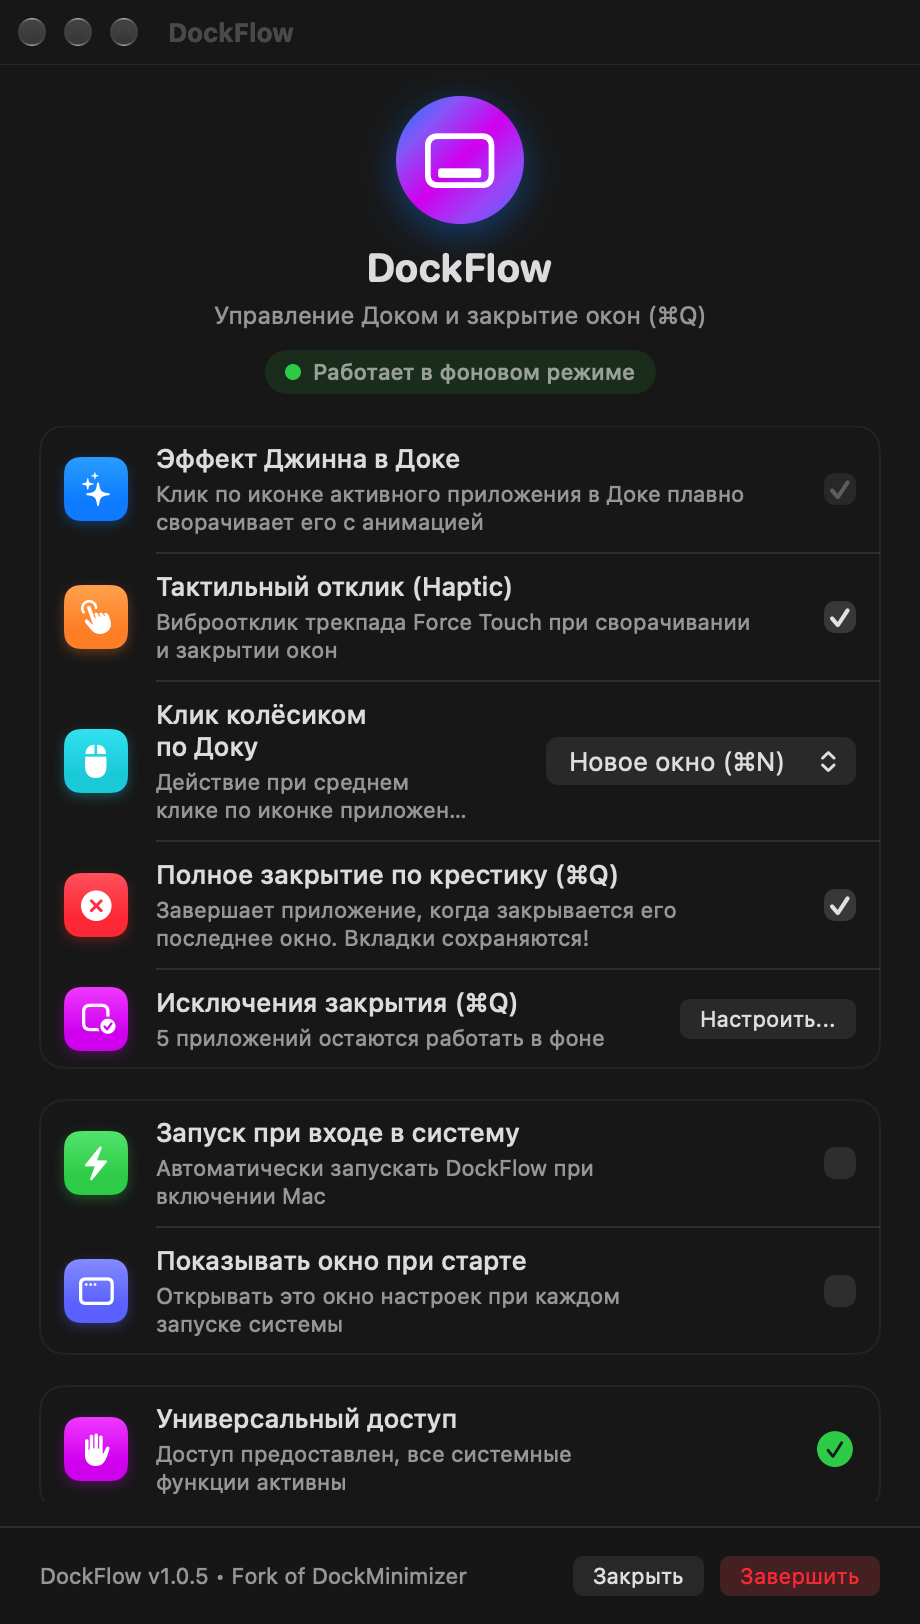 DockFlow
DockFlow
Управление Доком и закрытие окон (⌘Q)
Работает в фоновом режиме
Эффект Джинна в Доке
Клик по иконке активного приложения в Доке плавно
сворачивает его с анимацией
Тактильный отклик (Haptic)
Виброотклик трекпада Force Touch при сворачивании
и закрытии окон
Клик колёсиком
по Доку
Действие при среднем
клике по иконке приложен...
Новое окно (⌘N)
Полное закрытие по крестику (⌘Q)
Завершает приложение, когда закрывается его
последнее окно. Вкладки сохраняются!
Исключения закрытия (⌘Q)
5 приложений остаются работать в фоне
Настроить...
Запуск при входе в систему
Автоматически запускать DockFlow при
включении Mac
Показывать окно при старте
Открывать это окно настроек при каждом
запуске системы
Универсальный доступ
Доступ предоставлен, все системные
функции активны
DockFlow v1.0.5 • Fork of DockMinimizer
Закрыть
Завершить